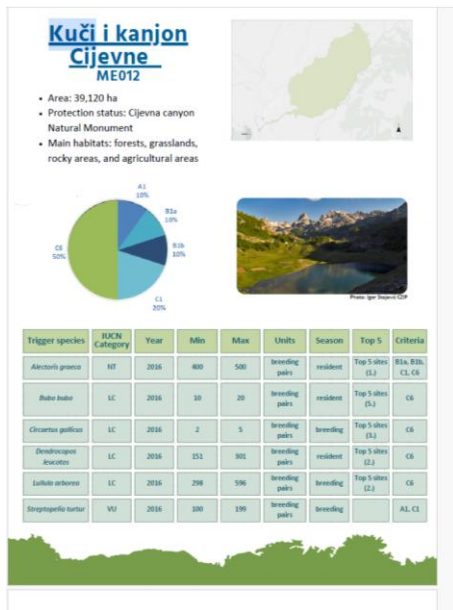 Kuči i kanjon
Cijevne
ME012
• Area: 39,120 ha
• Protection status: Cijevna canyon
Natural Monument
• Main habitats: forests, grasslands,
rocky areas, and agricultural areas
A1
10%
B1a
10%
B1b
10%
C1
20%
C6
50%
Photo: Igor Stojović CZIP
Trigger species IUCN Category Year Min Max Units Season Top 5 Criteria
Alectoris graeca NT 2016 400 500 breeding pairs resident Top 5 sites (1.) B1a, B1b, C1, C6
Bubo bubo LC 2016 10 20 breeding pairs resident Top 5 sites (5.) C6
Circaetus gallicus LC 2016 2 5 breeding pairs breeding Top 5 sites (3.) C6
Dendrocopos leucotos LC 2016 151 301 breeding pairs resident Top 5 sites (2.) C6
Lullula arborea LC 2016 298 596 breeding pairs breeding Top 5 sites (2.) C6
Streptopelia turtur VU 2016 100 199 breeding pairs breeding A1, C1